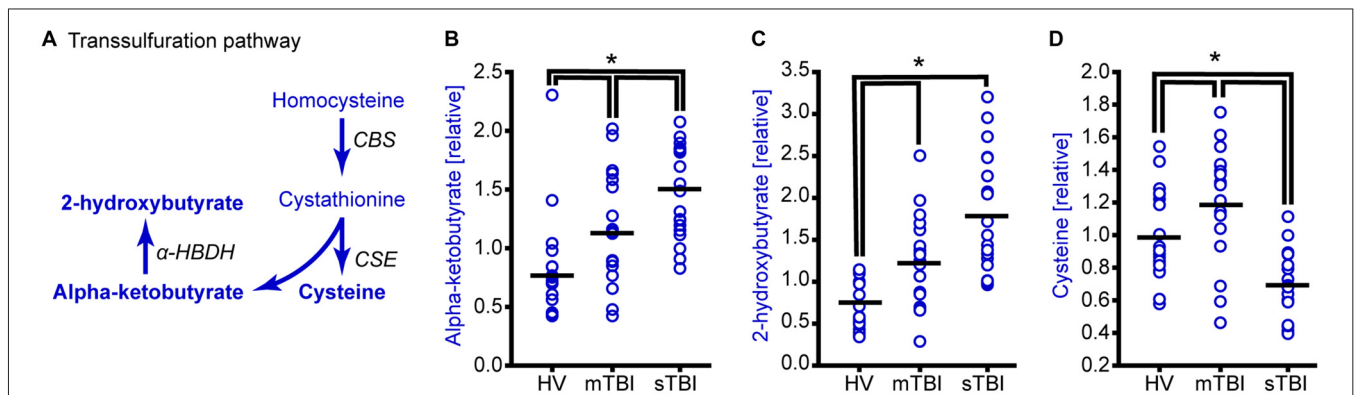 A Transsulfuration pathway
Homocysteine
CBS
2-hydroxybutyrate
Cystathionine
α-HBDH
CSE
Alpha-ketobutyrate
Cysteine
B
*
Alpha-ketobutyrate [relative]
2.5
2.0
1.5
1.0
0.5
0.0
HV mTBI sTBI
C
*
2-hydroxybutyrate [relative]
3.5
3.0
2.5
2.0
1.5
1.0
0.5
0.0
HV mTBI sTBI
D
*
Cysteine [relative]
2.0
1.8
1.6
1.4
1.2
1.0
0.8
0.6
0.4
0.2
HV mTBI sTBI